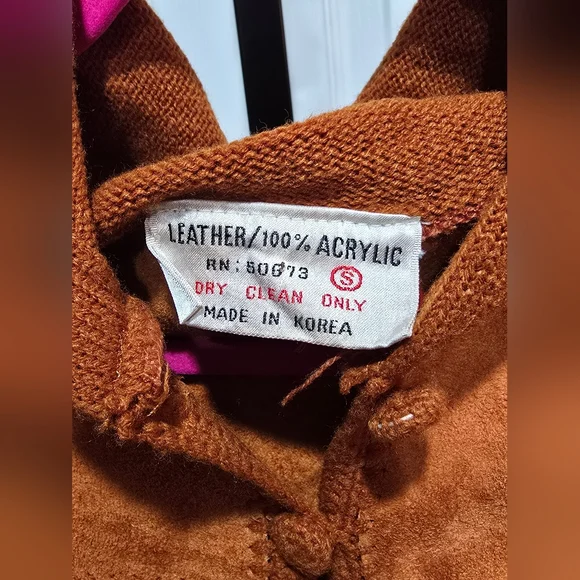 LEATHER/100% ACRYLIC
RN: 50673 S
DRY CLEAN ONLY
MADE IN KOREA